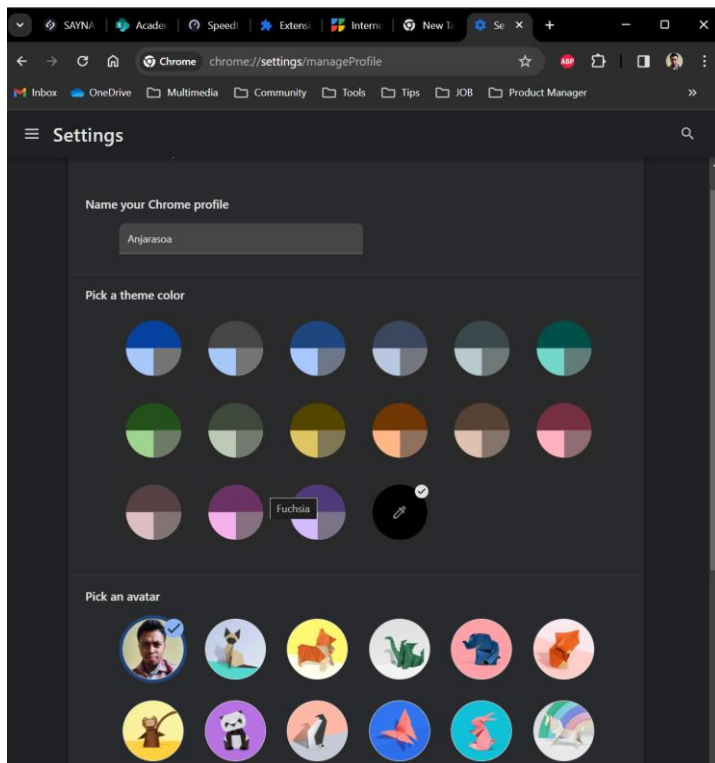 SAYNA Acader Speedt Extensi Interne New Ta Se
Chrome chrome://settings/manageProfile ABP
Inbox OneDrive Multimedia Community Tools Tips JOB Product Manager
Settings
Name your Chrome profile
Anjarasoa
Pick a theme color
Fuchsia
Pick an avatar